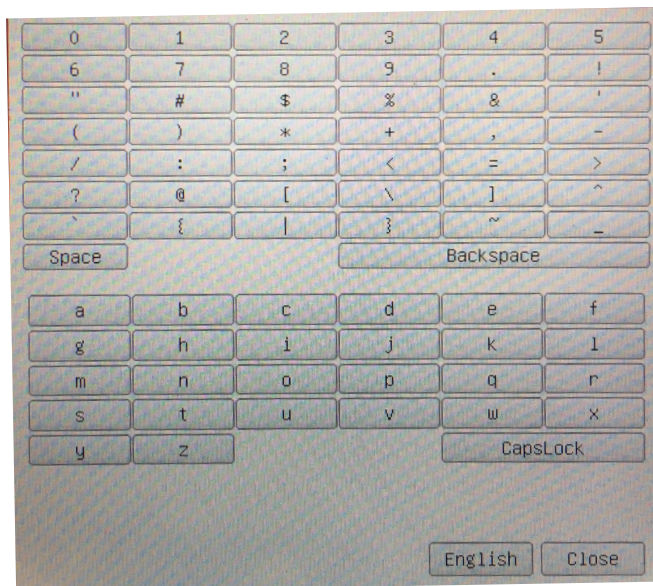 0 1 2 3 4 5
6 7 8 9 . !
" # $ % & '
( ) * + , -
/ : ; < = >
? @ [ \ ] ^
` { | } ~ _
Space Backspace
a b c d e f
g h i j k l
m n o p q r
s t u v w x
y z CapsLock
English Close